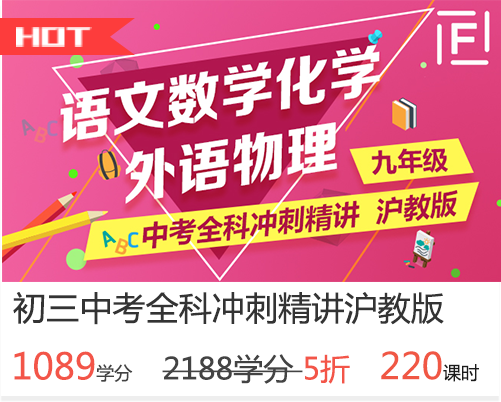 HOT
F
语文数学化学
外语物理
九年级
ABC
中考全科冲刺精讲 沪教版
ABC
初三中考全科冲刺精讲沪教版
1089学分 2188学分 5折 220课时